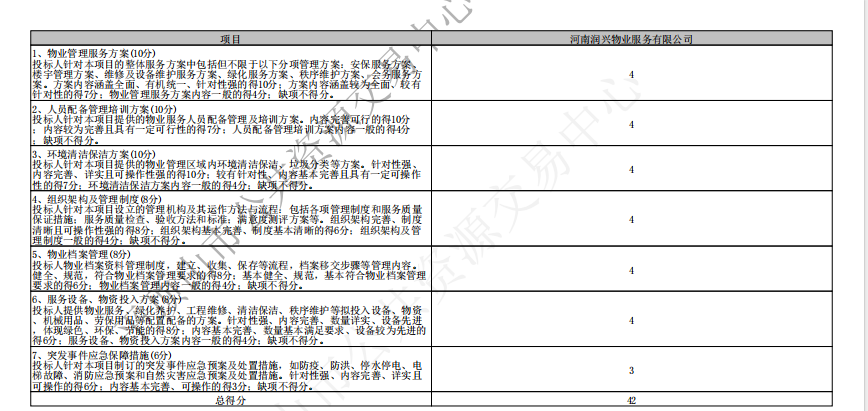 项目
河南润兴物业服务有限公司
1、物业管理服务方案(10分)
投标人针对本项目的整体服务方案中包括但不限于以下分项管理方案：安保服务方案、
楼宇管理方案、维修及设备维护服务方案、绿化服务方案、秩序维护方案、会务服务方
案。方案内容涵盖全面、有机统一、针对性强的得10分；方案内容涵盖较为全面、较有
针对性的得7分；物业管理服务方案内容一般的得4分；缺项不得分。
4
2、人员配备管理培训方案(10分)
投标人针对本项目提供的物业服务人员配备管理及培训方案。内容完善可行的得10分
；内容较为完善且具有一定可行性的得7分；人员配备管理培训方案内容一般的得4分
；缺项不得分。
4
3、环境清洁保洁方案(10分)
投标人针对本项目提供的物业管理区域内环境清洁保洁、垃圾分类等方案。针对性强、
内容完善、详实且可操作性强的得10分；较有针对性、内容基本完善且具有一定可操作
性的得7分；环境清洁保洁方案内容一般的得4分；缺项不得分。
4
4、组织架构及管理制度(8分)
投标人针对本项目设立的管理机构及其运作方法与流程；包括各项管理制度和服务质量
保证措施；服务质量检查、验收方法和标准；满意度测评方案等。组织架构完善、制度
清晰且可操作性强的得8分；组织架构基本完善、制度基本清晰的得6分；组织架构及管
理制度一般的得4分；缺项不得分。
4
5、物业档案管理(8分)
投标人物业档案资料管理制度，建立、收集、保存等流程，档案移交步骤等管理内容。
健全、规范，符合物业档案管理要求的得8分；基本健全、规范，基本符合物业档案管理
要求的得6分；物业档案管理内容一般的得4分；缺项不得分。
4
6、服务设备、物资投入方案(8分)
投标人提供物业服务、绿化养护、工程维修、清洁保洁、秩序维护等拟投入设备、物资
、机械用品、劳保用品等配置配备的方案。针对性强、内容完善、数量详实、设备先进
，体现绿色、环保、节能的得8分；内容基本完善、数量基本满足要求、设备较为先进的
得6分；服务设备、物资投入方案内容一般的得4分；缺项不得分。
4
7、突发事件应急保障措施(6分)
投标人针对本项目制订的突发事件应急预案及处置措施，如防疫、防洪、停水停电、电
梯故障、消防应急预案和自然灾害应急预案及处置措施。针对性强、内容完善、详实且
可操作的得6分；内容基本完善、可操作的得3分；缺项不得分。
3
总得分
42
山市公共资源交易中心
公共资源交易中心